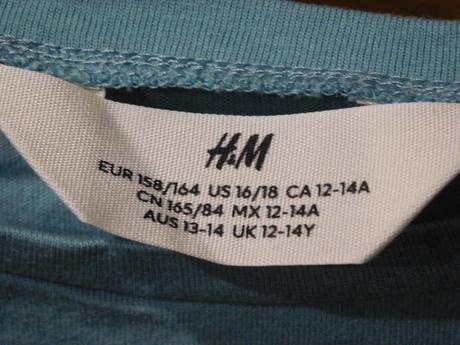 H&M
EUR 158/164 US 16/18 CA 12-14A
CN 165/84 MX 12-14A
AUS 13-14 UK 12-14Y